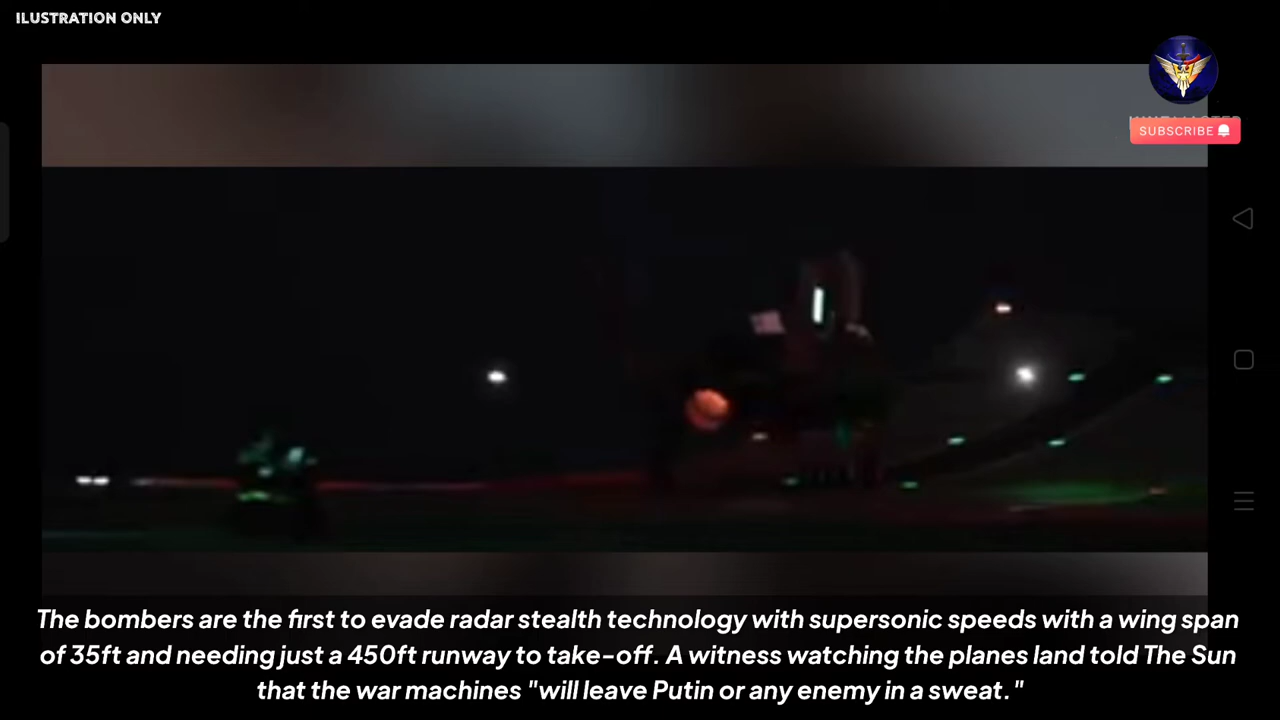 ILUSTRATION ONLY
SUBSCRIBE
The bombers are the first to evade radar stealth technology with supersonic speeds with a wing span
of 35ft and needing just a 450ft runway to take-off. A witness watching the planes land told The Sun
that the war machines "will leave Putin or any enemy in a sweat."